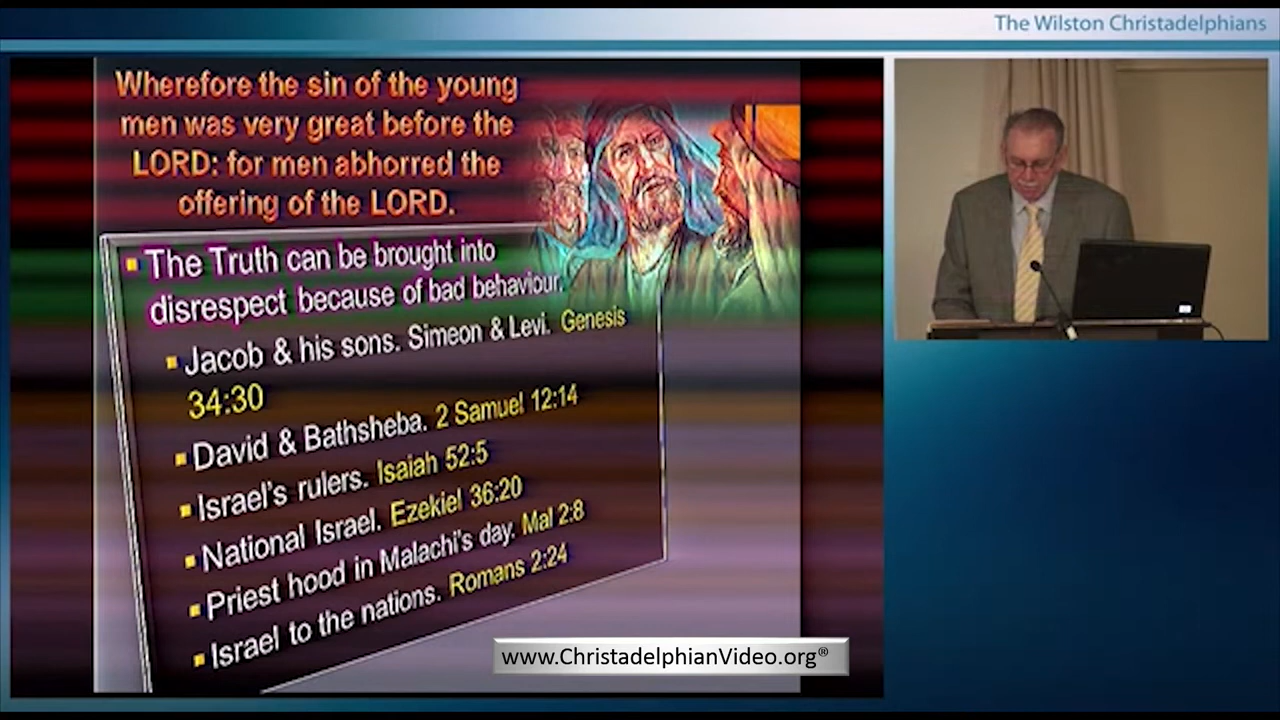 The Wilston Christadelphians
Wherefore the sin of the young
men was very great before the
LORD: for men abhorred the
offering of the LORD.
The Truth can be brought into
disrespect because of bad behaviour.
Jacob & his sons. Simeon & Levi. Genesis
34:30
David & Bathsheba. 2 Samuel 12:14
Israel's rulers. Isaiah 52:5
National Israel. Ezekiel 36:20
Priest hood in Malachi's day. Mal 2:8
Israel to the nations. Romans 2:24
www.ChristadelphianVideo.org®